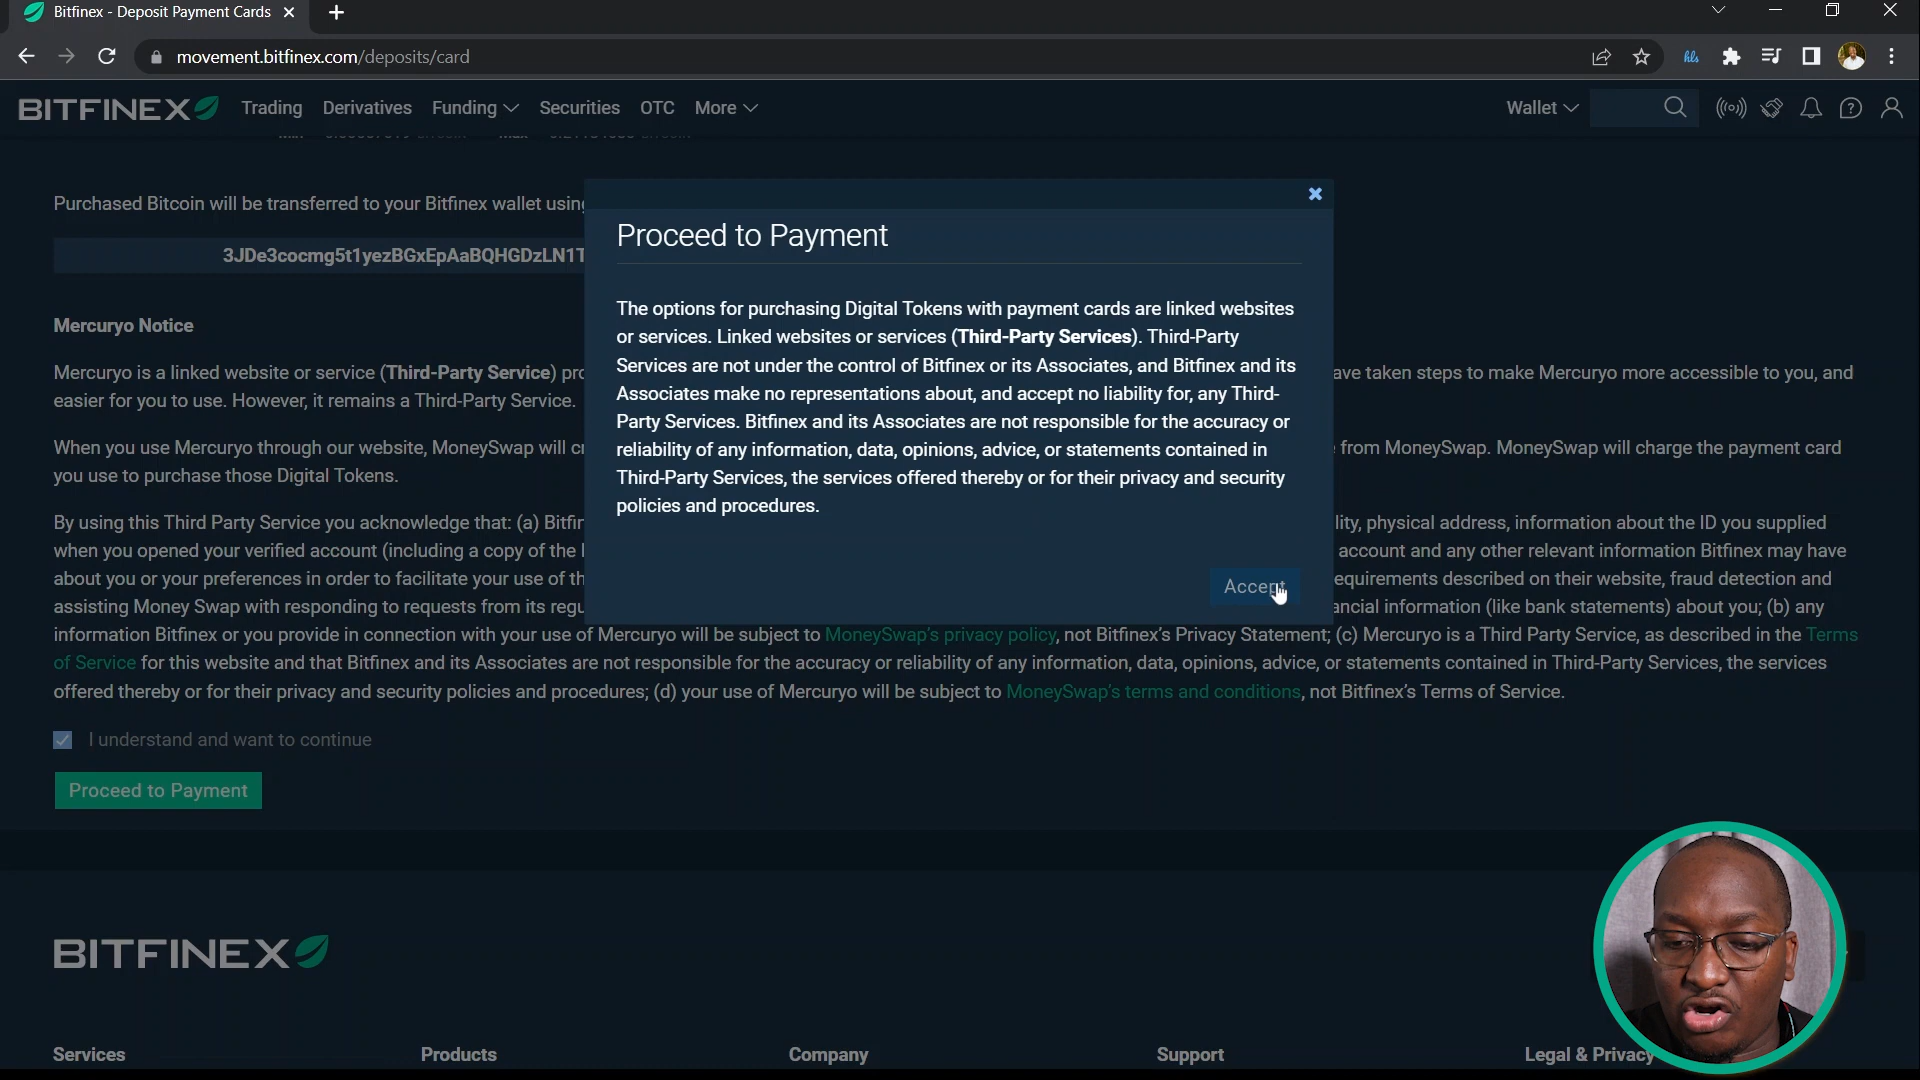 Bitfinex - Deposit Payment Cards
movement.bitfinex.com/deposits/card
hls
BITFINEX Trading Derivatives Funding Securities OTC More Wallet
Purchased Bitcoin will be transferred to your Bitfinex wallet
3JDe3cocmg5t1yezBGxEpAaBQHGDzLN1T
Mercuryo Notice
Mercuryo is a linked website or service (Third-Party Service) ave taken steps to make Mercuryo more accessible to you, and
easier for you to use. However, it remains a Third-Party Service.
When you use Mercuryo through our website, MoneySwap will from MoneySwap. MoneySwap will charge the payment card
you use to purchase those Digital Tokens.
By using this Third Party Service you acknowledge that: (a) lity, physical address, information about the ID you supplied
when you opened your verified account (including a copy of the account and any other relevant information Bitfinex may have
about you or your preferences in order to facilitate your use of equirements described on their website, fraud detection and
assisting Money Swap with responding to requests from its ancial information (like bank statements) about you; (b) any
information Bitfinex or you provide in connection with your use of Mercuryo will be subject to MoneySwap's privacy policy, not Bitfinex's Privacy Statement; (c) Mercuryo is a Third Party Service, as described in the Terms
of Service for this website and that Bitfinex and its Associates are not responsible for the accuracy or reliability of any information, data, opinions, advice, or statements contained in Third-Party Services, the services
offered thereby or for their privacy and security policies and procedures; (d) your use of Mercuryo will be subject to MoneySwap's terms and conditions, not Bitfinex's Terms of Service.
I understand and want to continue
Proceed to Payment
Proceed to Payment
The options for purchasing Digital Tokens with payment cards are linked websites
or services. Linked websites or services (Third-Party Services). Third-Party
Services are not under the control of Bitfinex or its Associates, and Bitfinex and its
Associates make no representations about, and accept no liability for, any Third-
Party Services. Bitfinex and its Associates are not responsible for the accuracy or
reliability of any information, data, opinions, advice, or statements contained in
Third-Party Services, the services offered thereby or for their privacy and security
policies and procedures.
Accept
BITFINEX
Services Products Company Support Legal & Privacy